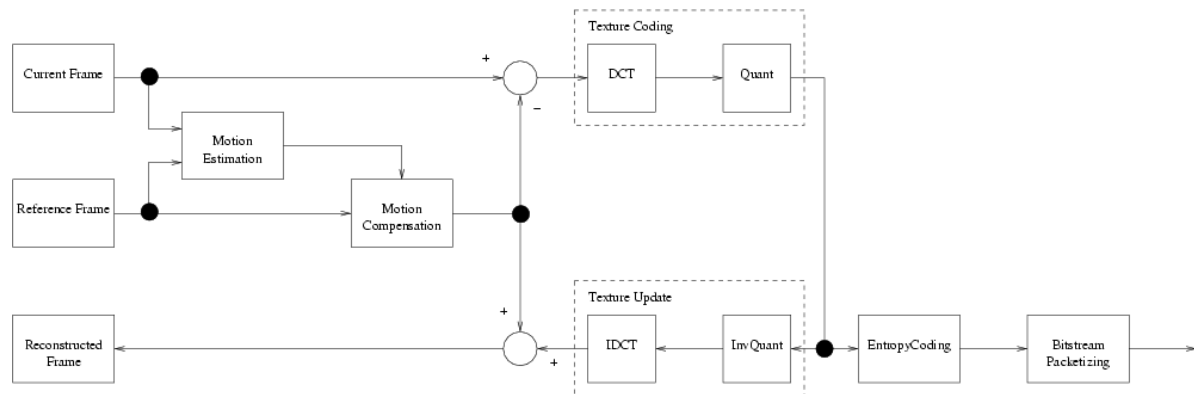 Texture Coding
+
Current Frame
DCT
Quant
−
Motion
Estimation
Reference Frame
Motion
Compensation
Texture Update
+
Reconstructed
Frame
+
IDCT
InvQuant
EntropyCoding
Bitstream
Packetizing